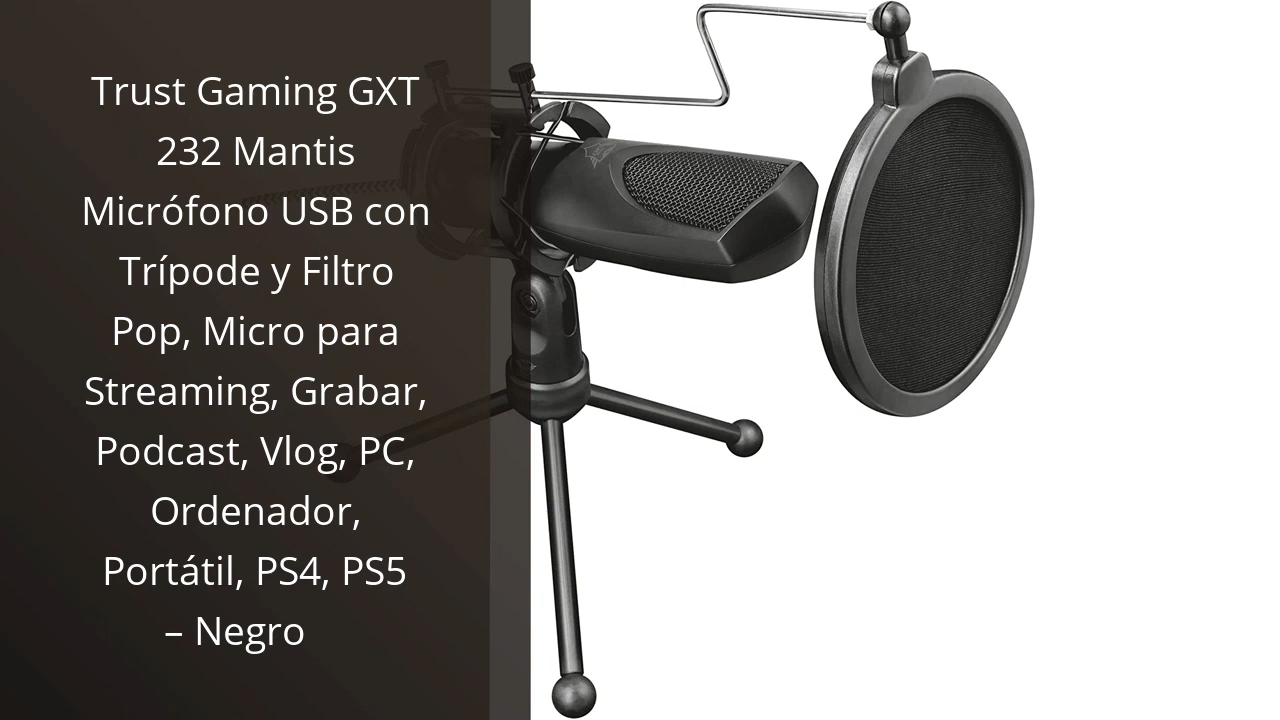 Trust Gaming GXT
232 Mantis
Micrófono USB con
Trípode y Filtro
Pop, Micro para
Streaming, Grabar,
Podcast, Vlog, PC,
Ordenador,
Portátil, PS4, PS5
– Negro